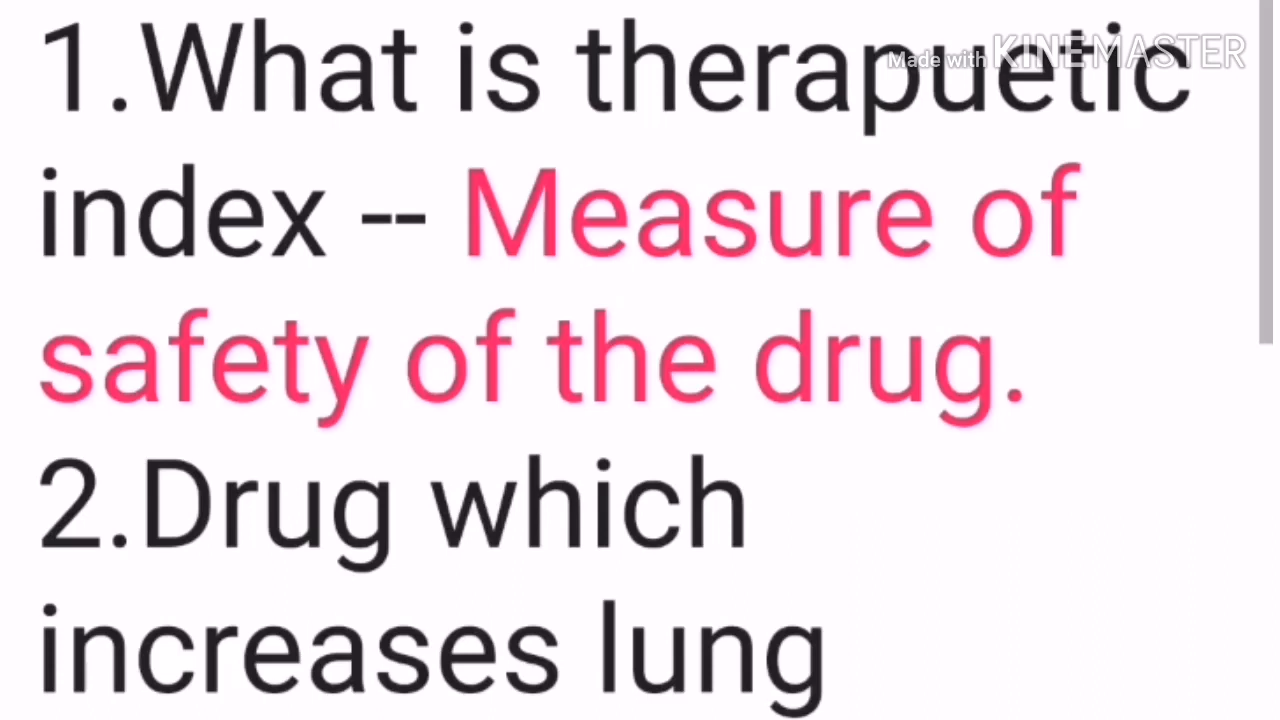 1.What is therapuetic
Made with KINEMASTER
index -- Measure of
safety of the drug.
2.Drug which
increases lung